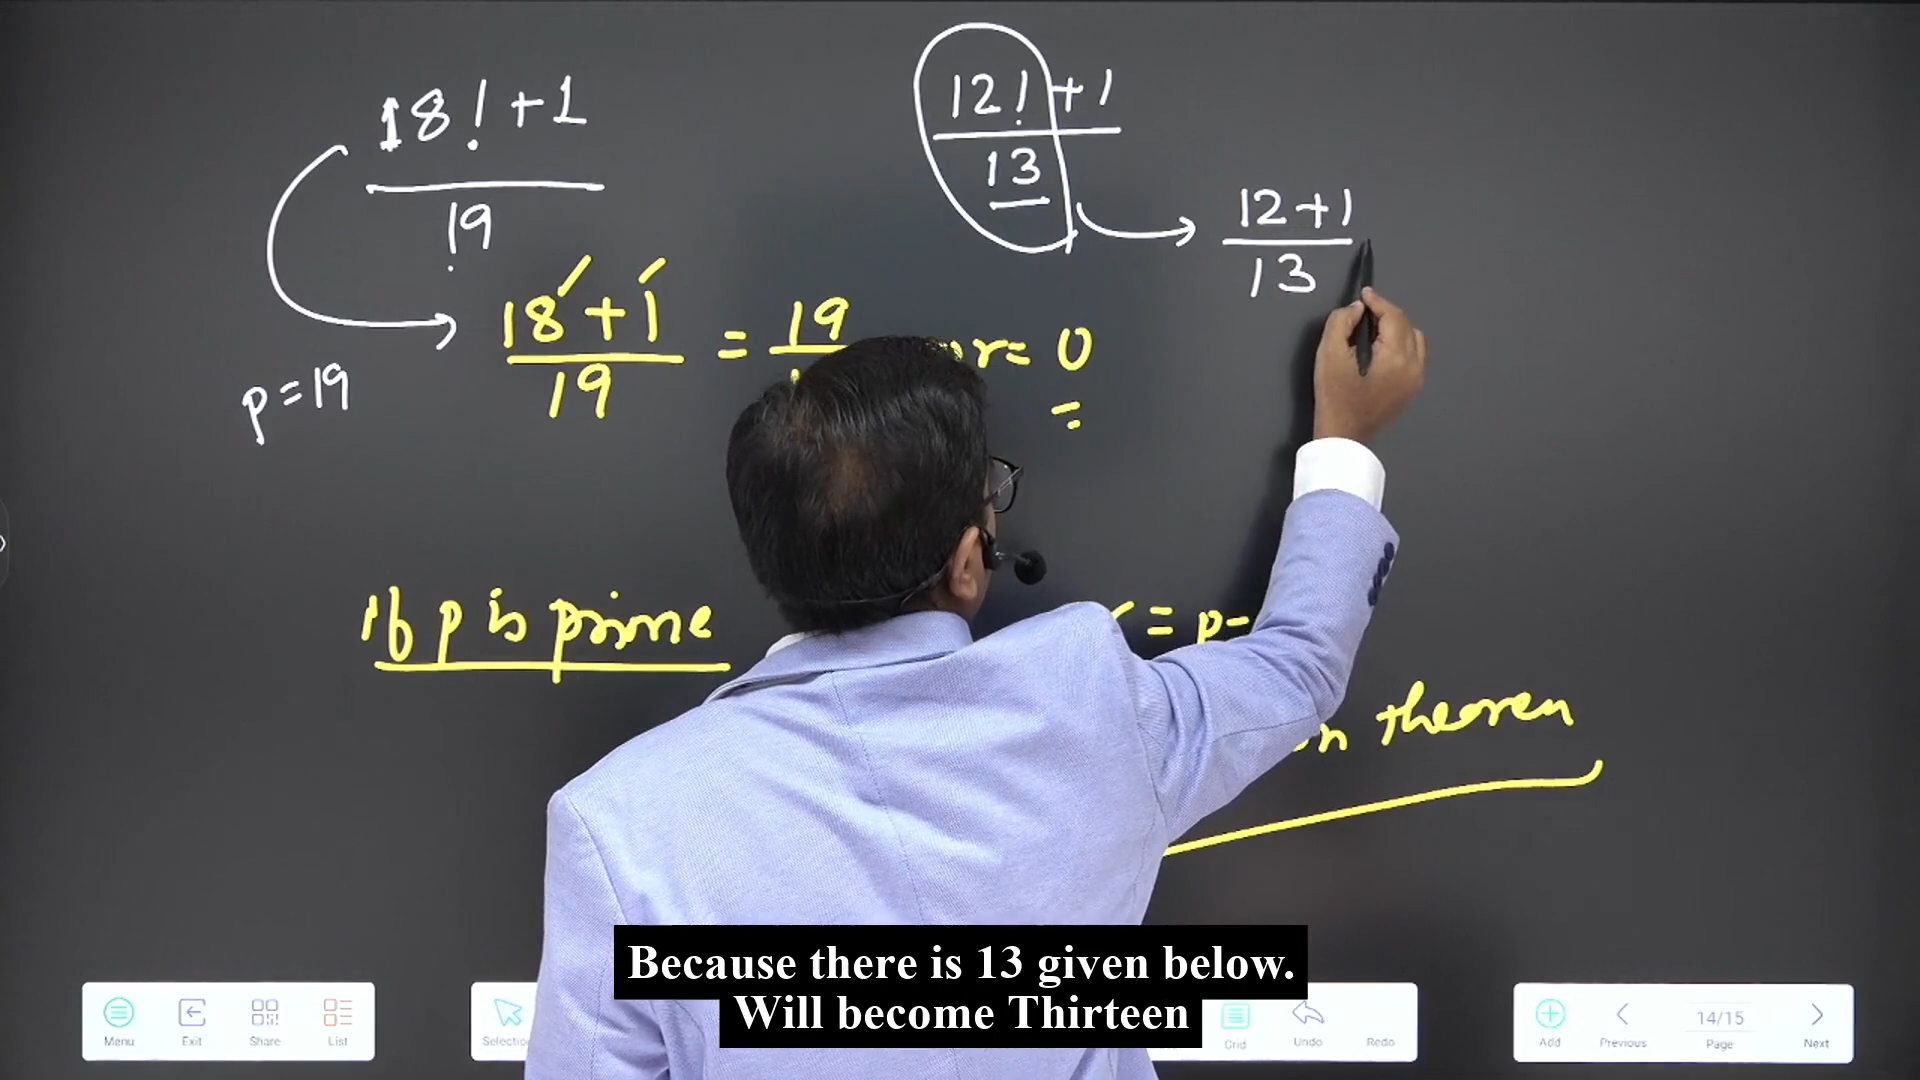 18!+1
19
12!+1
13
12+1
13
18+1
19
= 19
r= 0
p=19
If p is prime
r = p-
theorem
Because there is 13 given below.
Will become Thirteen
Menu
Exit
Share
List
Grid
Undo
Redo
Add
Previous
14/15
Page
Next